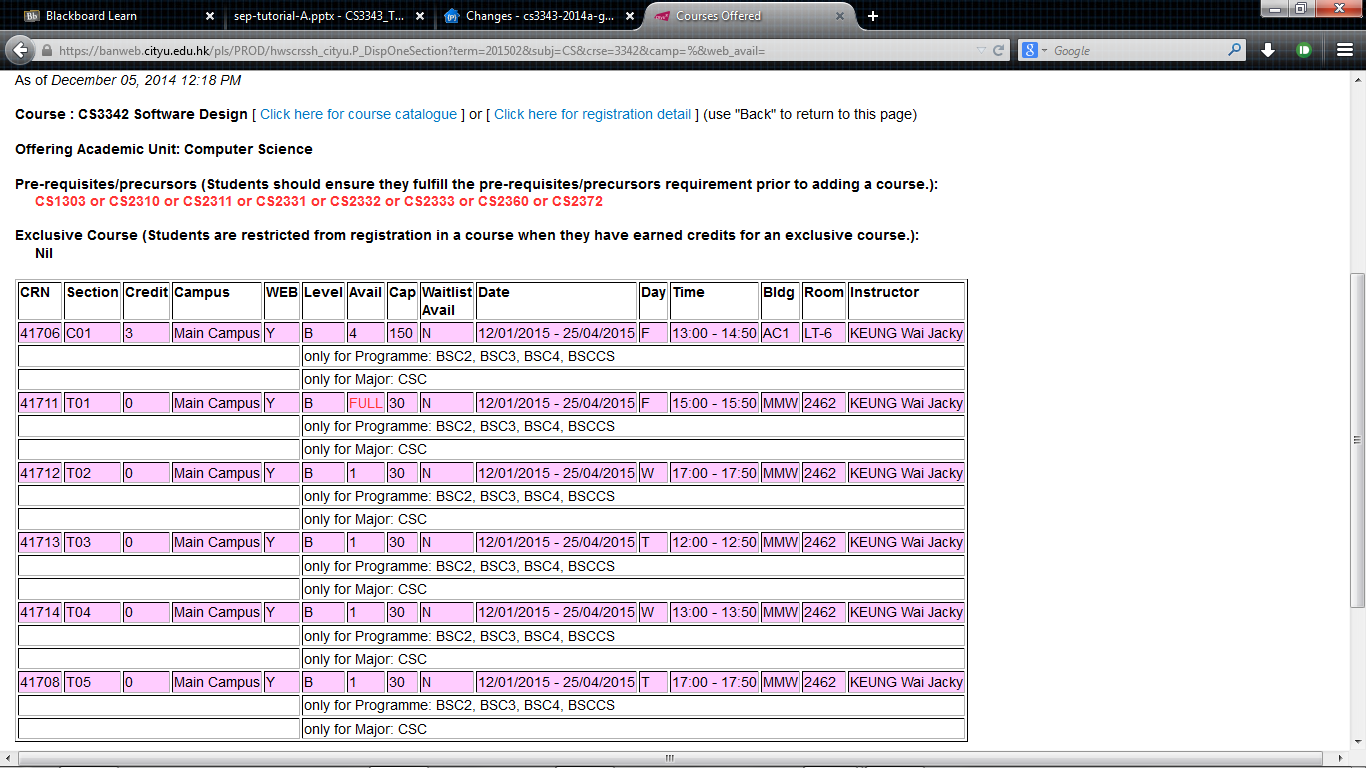 Blackboard Learn
sep-tutorial-A.pptx - CS3343_T...
Changes - cs3343-2014a-g...
Courses Offered
https://banweb.cityu.edu.hk/pls/PROD/hwscrssh_cityu.P_DispOneSection?term=201502&subj=CS&crse=3342&camp=%&web_avail=
Google
As of December 05, 2014 12:18 PM
Course : CS3342 Software Design [ Click here for course catalogue ] or [ Click here for registration detail ] (use "Back" to return to this page)
Offering Academic Unit: Computer Science
Pre-requisites/precursors (Students should ensure they fulfill the pre-requisites/precursors requirement prior to adding a course.):
CS1303 or CS2310 or CS2311 or CS2331 or CS2332 or CS2333 or CS2360 or CS2372
Exclusive Course (Students are restricted from registration in a course when they have earned credits for an exclusive course.):
Nil
CRN Section Credit Campus WEB Level Avail Cap Waitlist Avail Date Day Time Bldg Room Instructor
41706 C01 3 Main Campus Y B 4 150 N 12/01/2015 - 25/04/2015 F 13:00 - 14:50 AC1 LT-6 KEUNG Wai Jacky
only for Programme: BSC2, BSC3, BSC4, BSCCS
only for Major: CSC
41711 T01 0 Main Campus Y B FULL 30 N 12/01/2015 - 25/04/2015 F 15:00 - 15:50 MMW 2462 KEUNG Wai Jacky
only for Programme: BSC2, BSC3, BSC4, BSCCS
only for Major: CSC
41712 T02 0 Main Campus Y B 1 30 N 12/01/2015 - 25/04/2015 W 17:00 - 17:50 MMW 2462 KEUNG Wai Jacky
only for Programme: BSC2, BSC3, BSC4, BSCCS
only for Major: CSC
41713 T03 0 Main Campus Y B 1 30 N 12/01/2015 - 25/04/2015 T 12:00 - 12:50 MMW 2462 KEUNG Wai Jacky
only for Programme: BSC2, BSC3, BSC4, BSCCS
only for Major: CSC
41714 T04 0 Main Campus Y B 1 30 N 12/01/2015 - 25/04/2015 W 13:00 - 13:50 MMW 2462 KEUNG Wai Jacky
only for Programme: BSC2, BSC3, BSC4, BSCCS
only for Major: CSC
41708 T05 0 Main Campus Y B 1 30 N 12/01/2015 - 25/04/2015 T 17:00 - 17:50 MMW 2462 KEUNG Wai Jacky
only for Programme: BSC2, BSC3, BSC4, BSCCS
only for Major: CSC